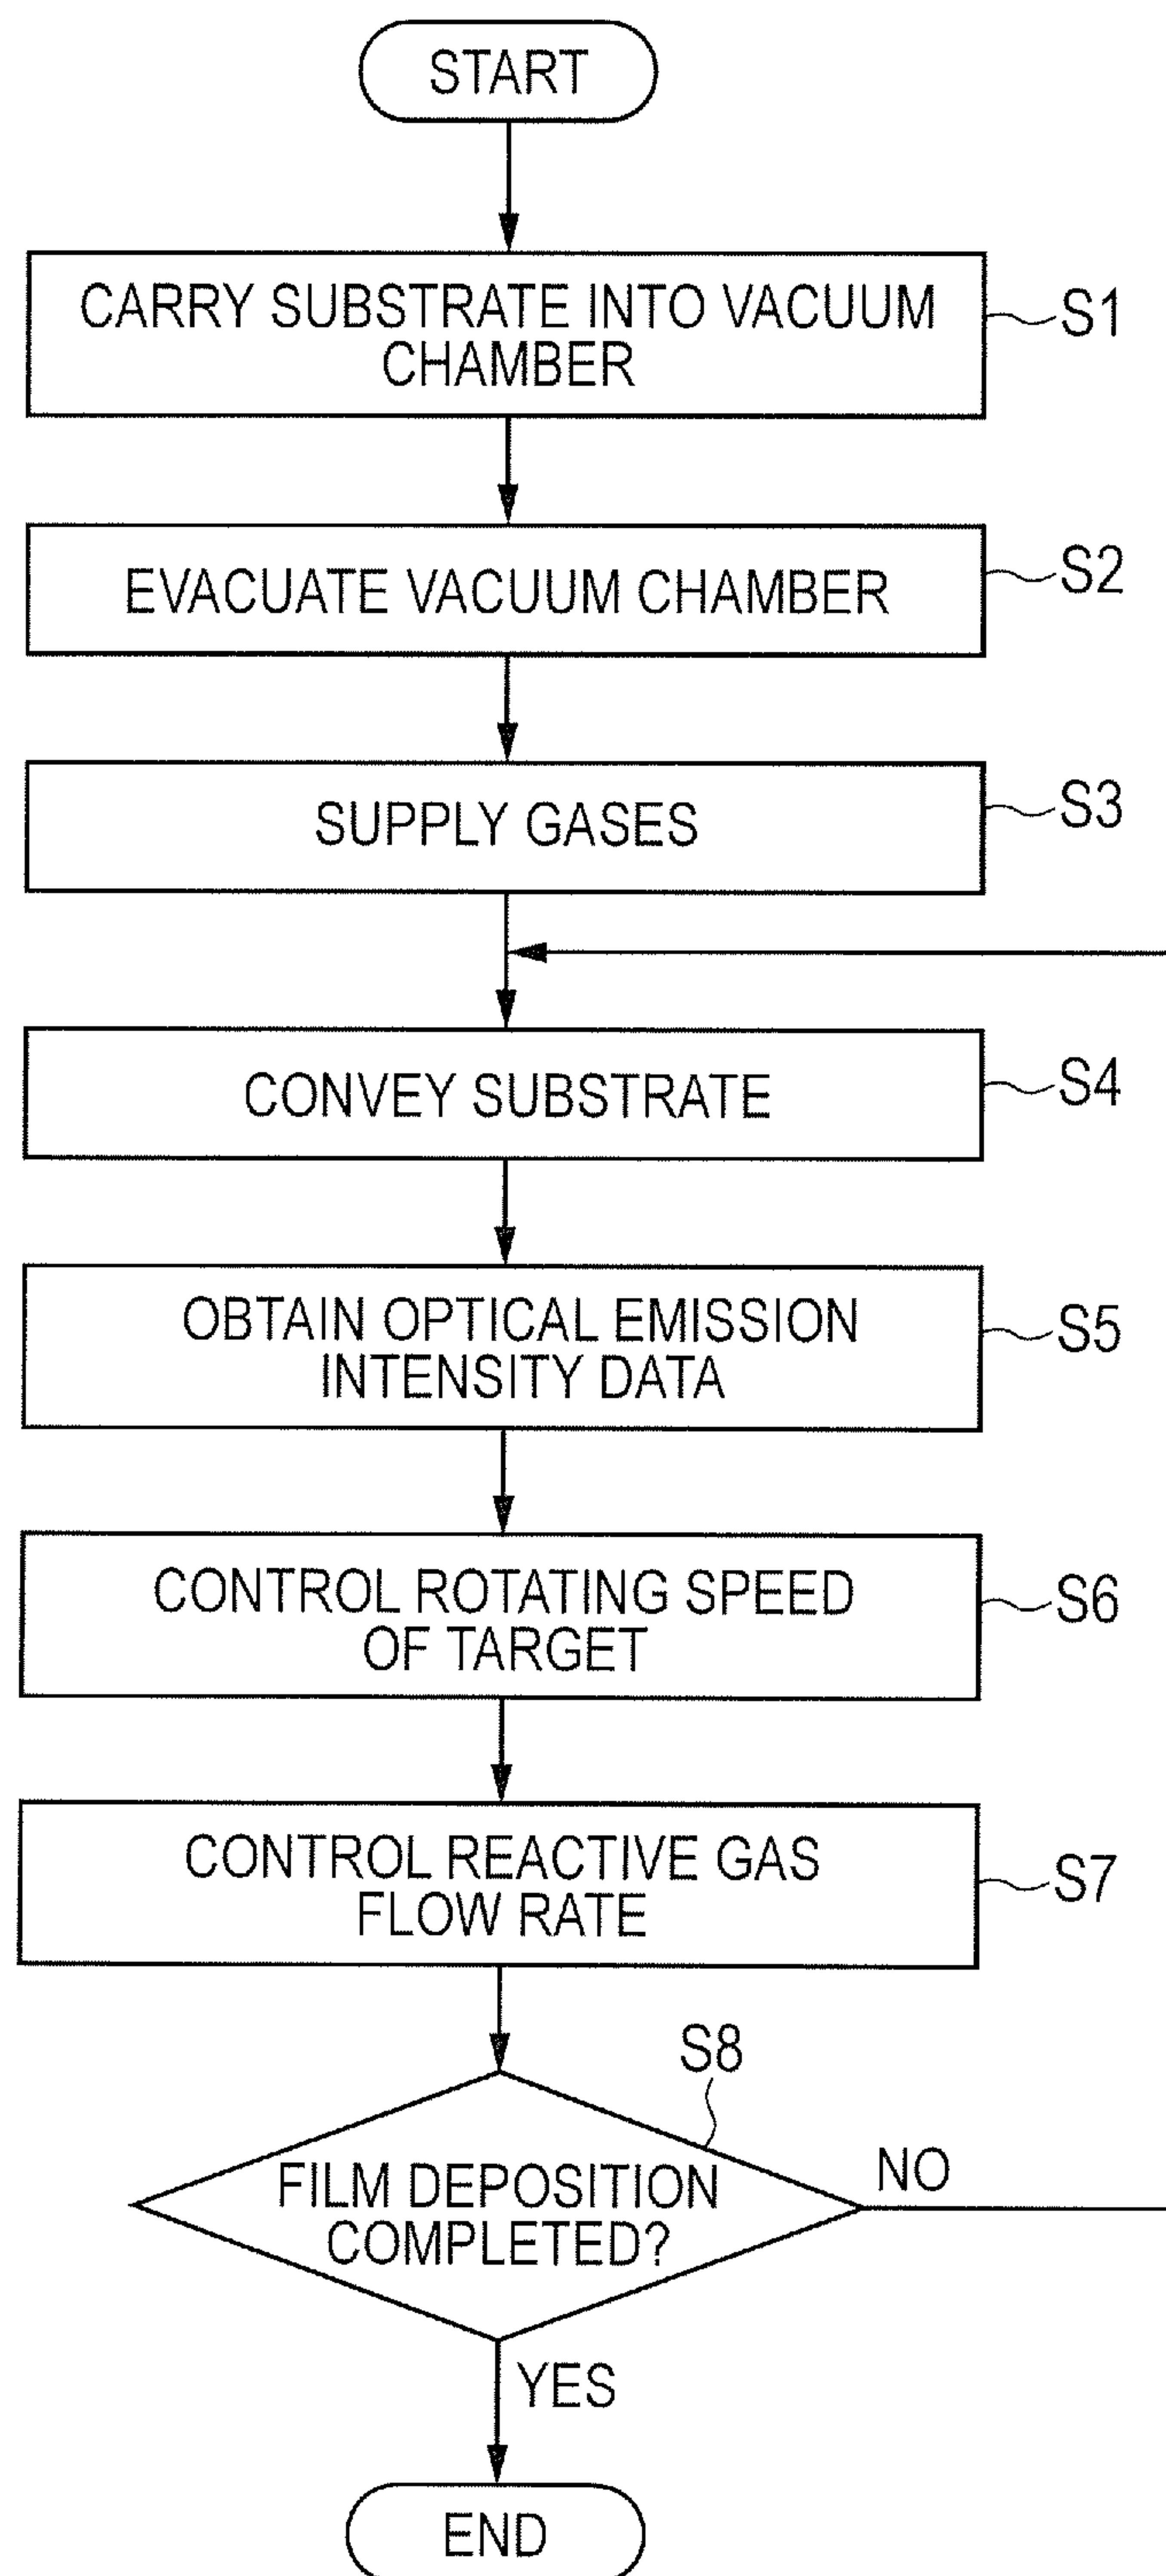 START
CARRY SUBSTRATE INTO VACUUM
CHAMBER
S1
EVACUATE VACUUM CHAMBER
S2
SUPPLY GASES
S3
CONVEY SUBSTRATE
S4
OBTAIN OPTICAL EMISSION
INTENSITY DATA
S5
CONTROL ROTATING SPEED
OF TARGET
S6
CONTROL REACTIVE GAS
FLOW RATE
S7
S8
FILM DEPOSITION
COMPLETED?
NO
YES
END